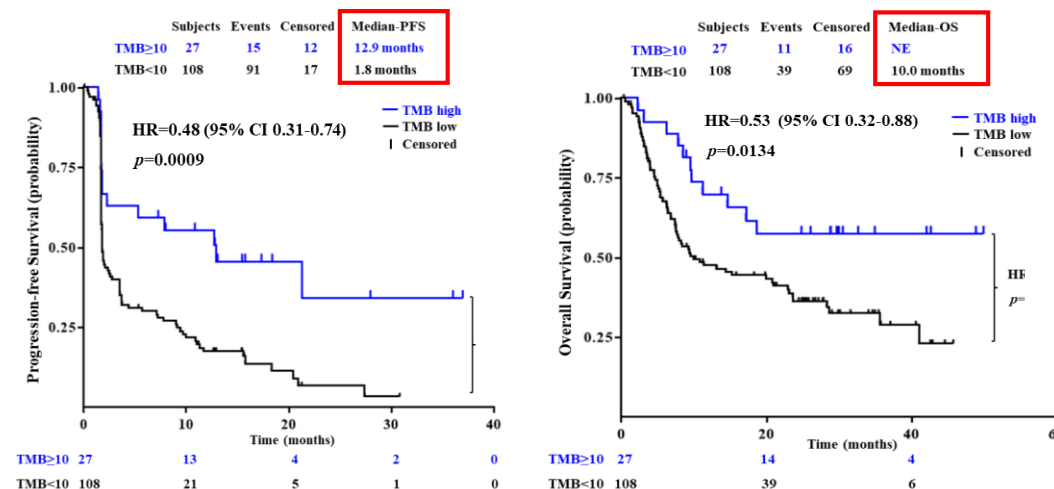 Subjects Events Censored Median-PFS
TMB≥10 27 15 12 12.9 months
TMB<10 108 91 17 1.8 months
1.00
0.75
0.50
0.25
Progression-free Survival (probability)
HR=0.48 (95% CI 0.31-0.74)
p=0.0009
TMB high
TMB low
Censored
0 10 20 30 40
Time (months)
TMB≥10 27 13 4 2 0
TMB<10 108 21 5 1 0
Subjects Events Censored Median-OS
TMB≥10 27 11 16 NE
TMB<10 108 39 69 10.0 months
1.00
0.75
0.50
0.25
Overall Survival (probability)
HR=0.53 (95% CI 0.32-0.88)
p=0.0134
TMB high
TMB low
Censored
HR
p=
0 20 40 6
Time (months)
TMB≥10 27 14 4
TMB<10 108 39 6